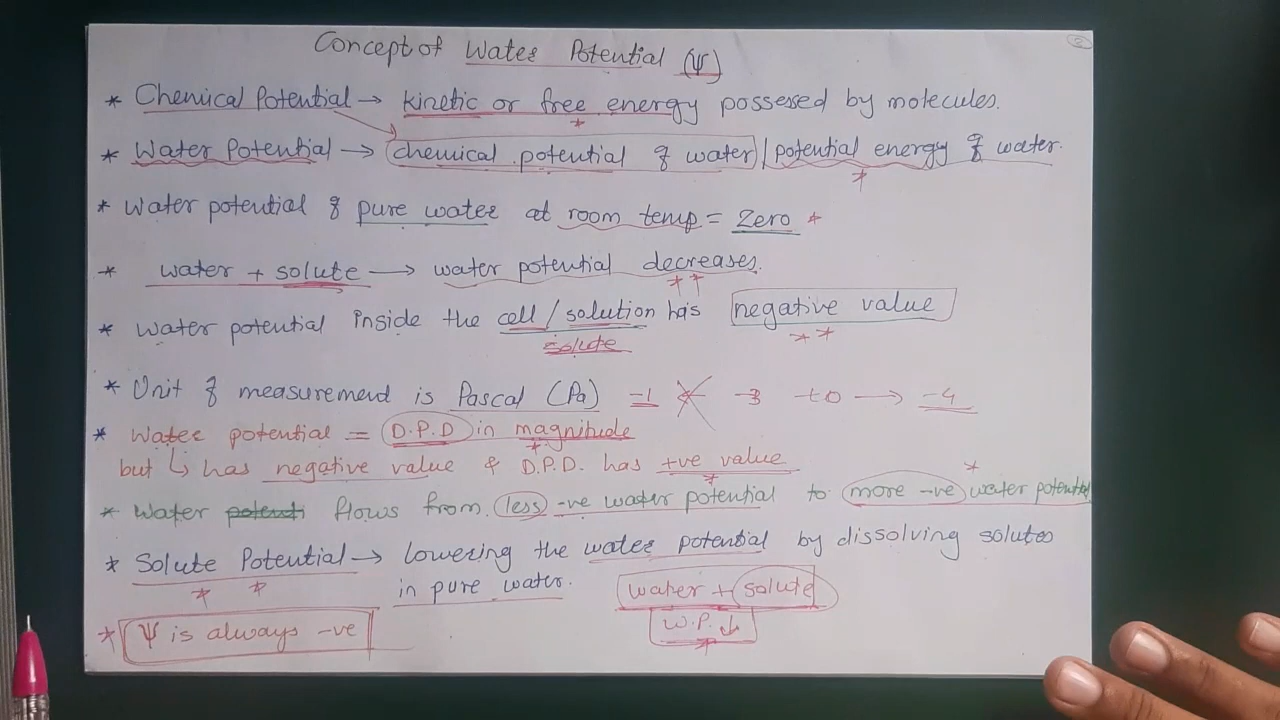 Concept of Water Potential (Ψ)
* Chemical Potential → kinetic or free energy possessed by molecules.
* Water Potential → chemical potential of water / potential energy of water.
* Water potential of pure water at room temp = Zero *
* water + solute → water potential decreases.
* Water potential inside the cell / solution has negative value
solute
* Unit of measurement is Pascal (Pa) -1 -3 to → -4
* Water potential = D.P.D in magnitude
but ↳ has negative value & D.P.D. has +ve value
* Water potenti flows from less -ve water potential to more -ve water potential
* Solute Potential → lowering the water potential by dissolving solutes
in pure water.
water + solute
W.P. ↓
* Ψ is always -ve